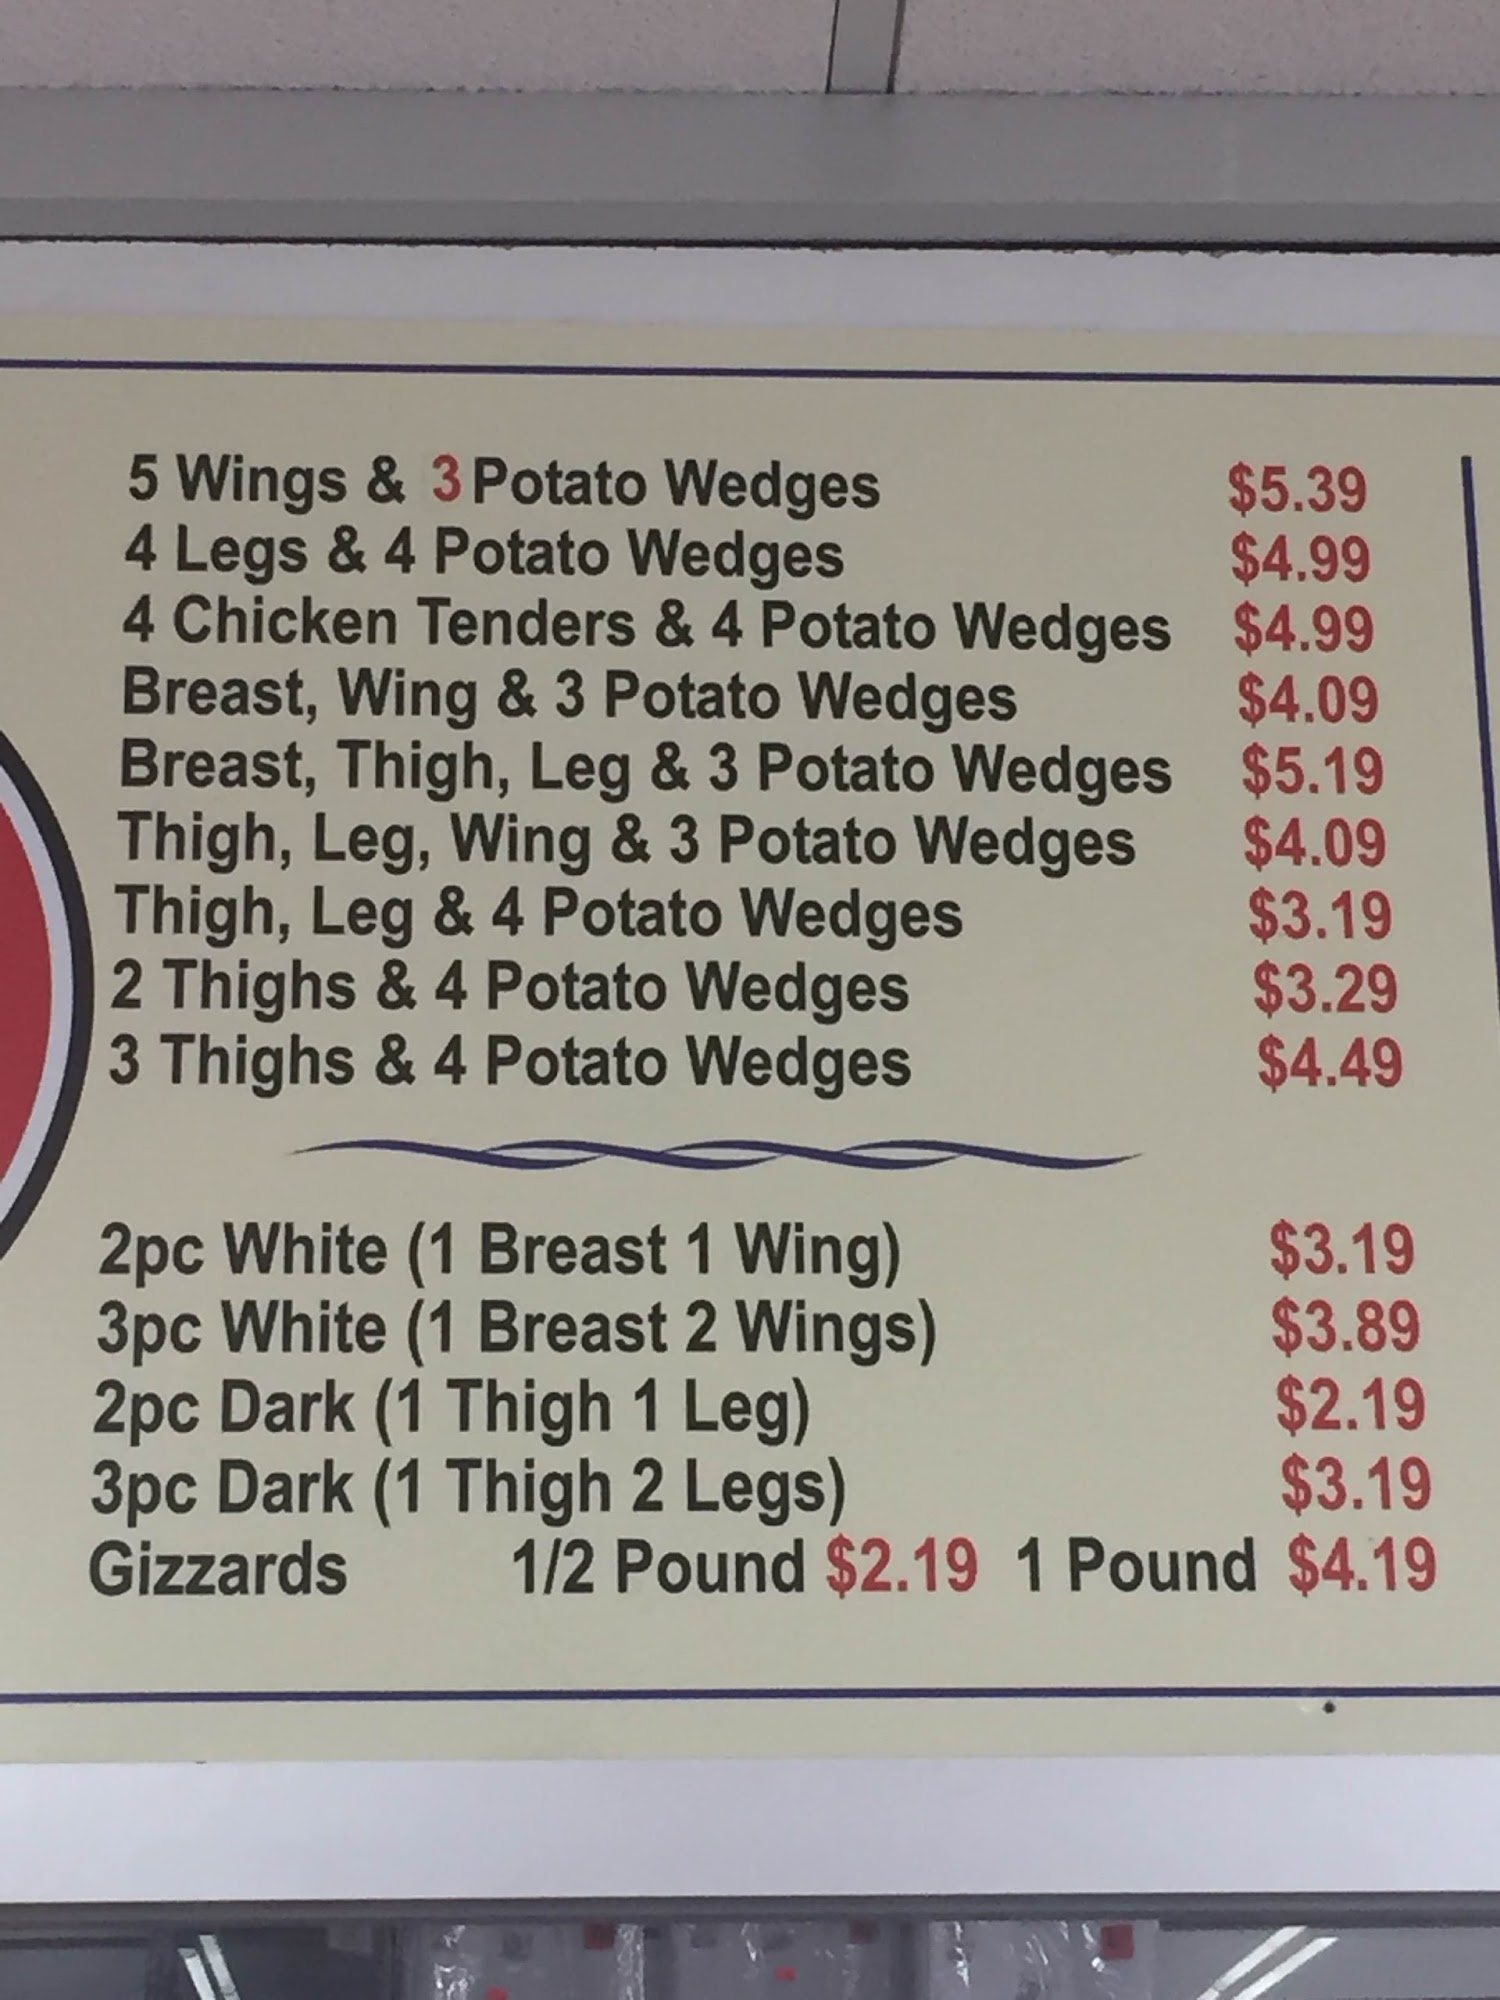 5 Wings & 3 Potato Wedges $5.39
4 Legs & 4 Potato Wedges $4.99
4 Chicken Tenders & 4 Potato Wedges $4.99
Breast, Wing & 3 Potato Wedges $4.09
Breast, Thigh, Leg & 3 Potato Wedges $5.19
Thigh, Leg, Wing & 3 Potato Wedges $4.09
Thigh, Leg & 4 Potato Wedges $3.19
2 Thighs & 4 Potato Wedges $3.29
3 Thighs & 4 Potato Wedges $4.49
2pc White (1 Breast 1 Wing) $3.19
3pc White (1 Breast 2 Wings) $3.89
2pc Dark (1 Thigh 1 Leg) $2.19
3pc Dark (1 Thigh 2 Legs) $3.19
Gizzards 1/2 Pound $2.19 1 Pound $4.19